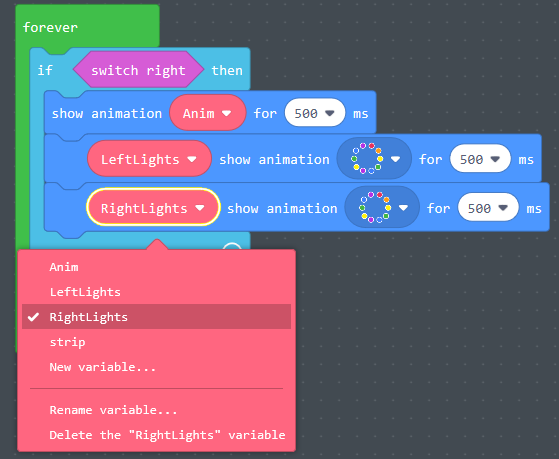 forever
if switch right then
show animation Anim for 500 ms
LeftLights show animation for 500 ms
RightLights show animation for 500 ms
Anim
LeftLights
RightLights
strip
New variable...
Rename variable...
Delete the "RightLights" variable